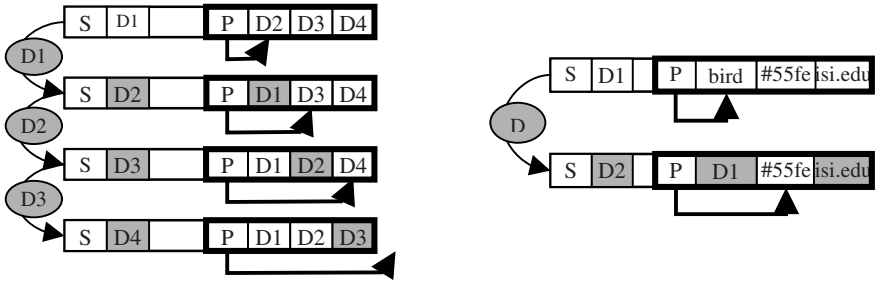 S D1 P D2 D3 D4
D1
S D2 P D1 D3 D4
D2
S D3 P D1 D2 D4
D3
S D4 P D1 D2 D3
S D1 P bird #55fe isi.edu
D
S D2 P D1 #55fe isi.edu